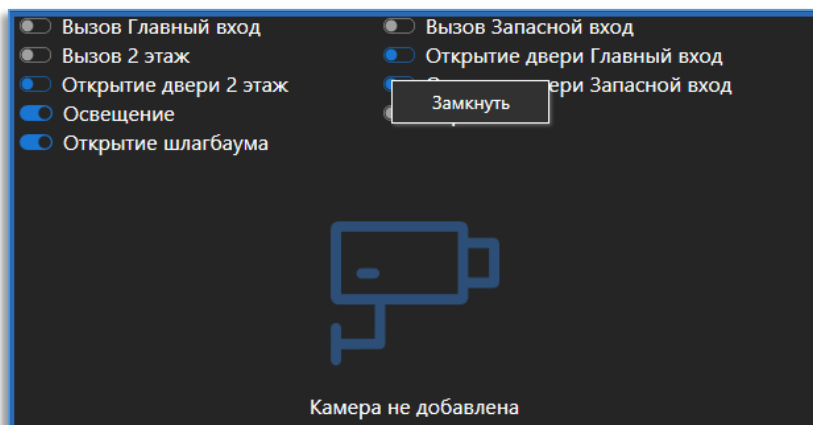 Вызов Главный вход
Вызов Запасной вход
Вызов 2 этаж
Открытие двери Главный вход
Открытие двери 2 этаж
Запасной вход
Замкнуть
Освещение
Открытие шлагбаума
Камера не добавлена